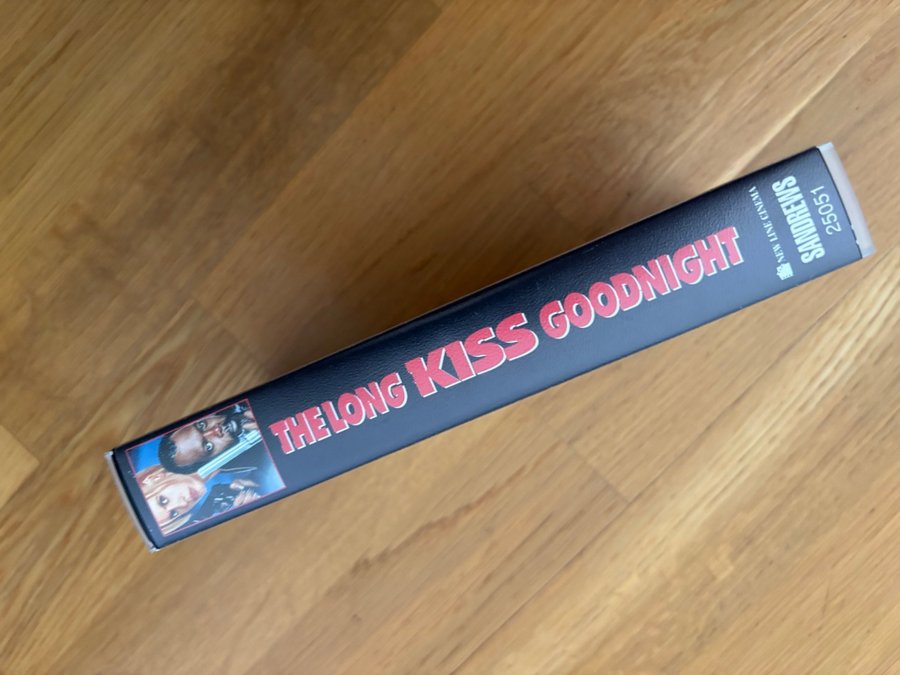 THE LONG KISS GOODNIGHT
NEW LINE CINEMA
SANDREWS
25051